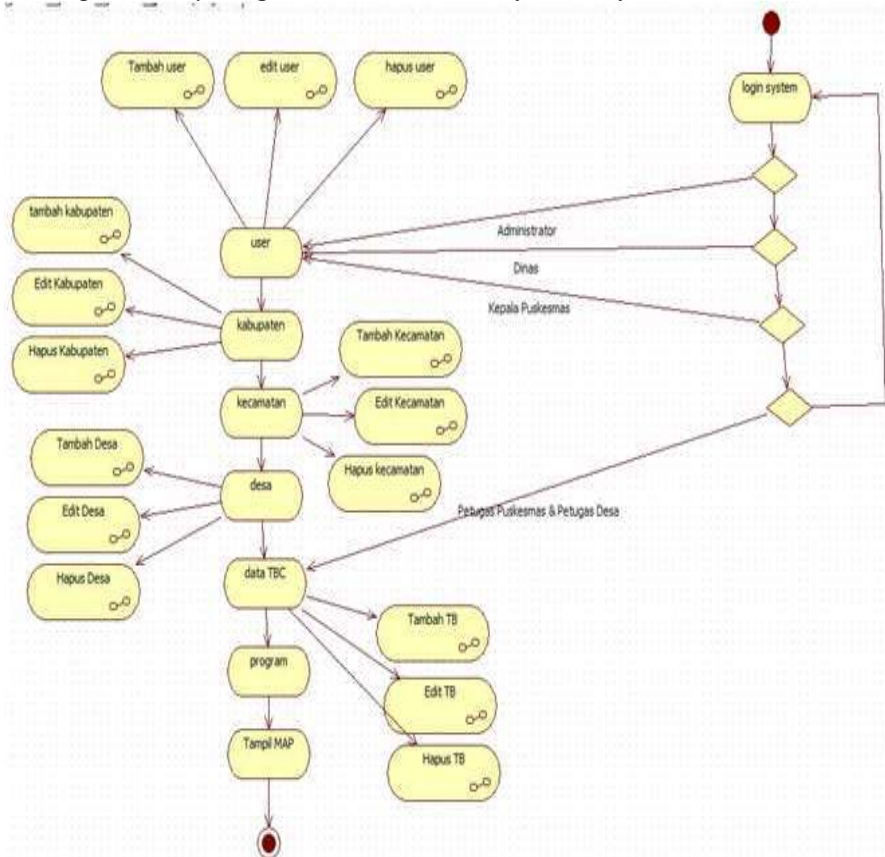 Tambah user
edit user
hapus user
login system
tambah kabupaten
Administrator
user
Dinas
Edit Kabupaten
Kepala Puskesmas
kabupaten
Tambah Kecamatan
Hapus Kabupaten
kecamatan
Edit Kecamatan
Tambah Desa
Hapus kecamatan
desa
Edit Desa
Petugas Puskesmas & Petugas Desa
Hapus Desa
data TBC
Tambah TB
program
Edit TB
Tampil MAP
Hapus TB